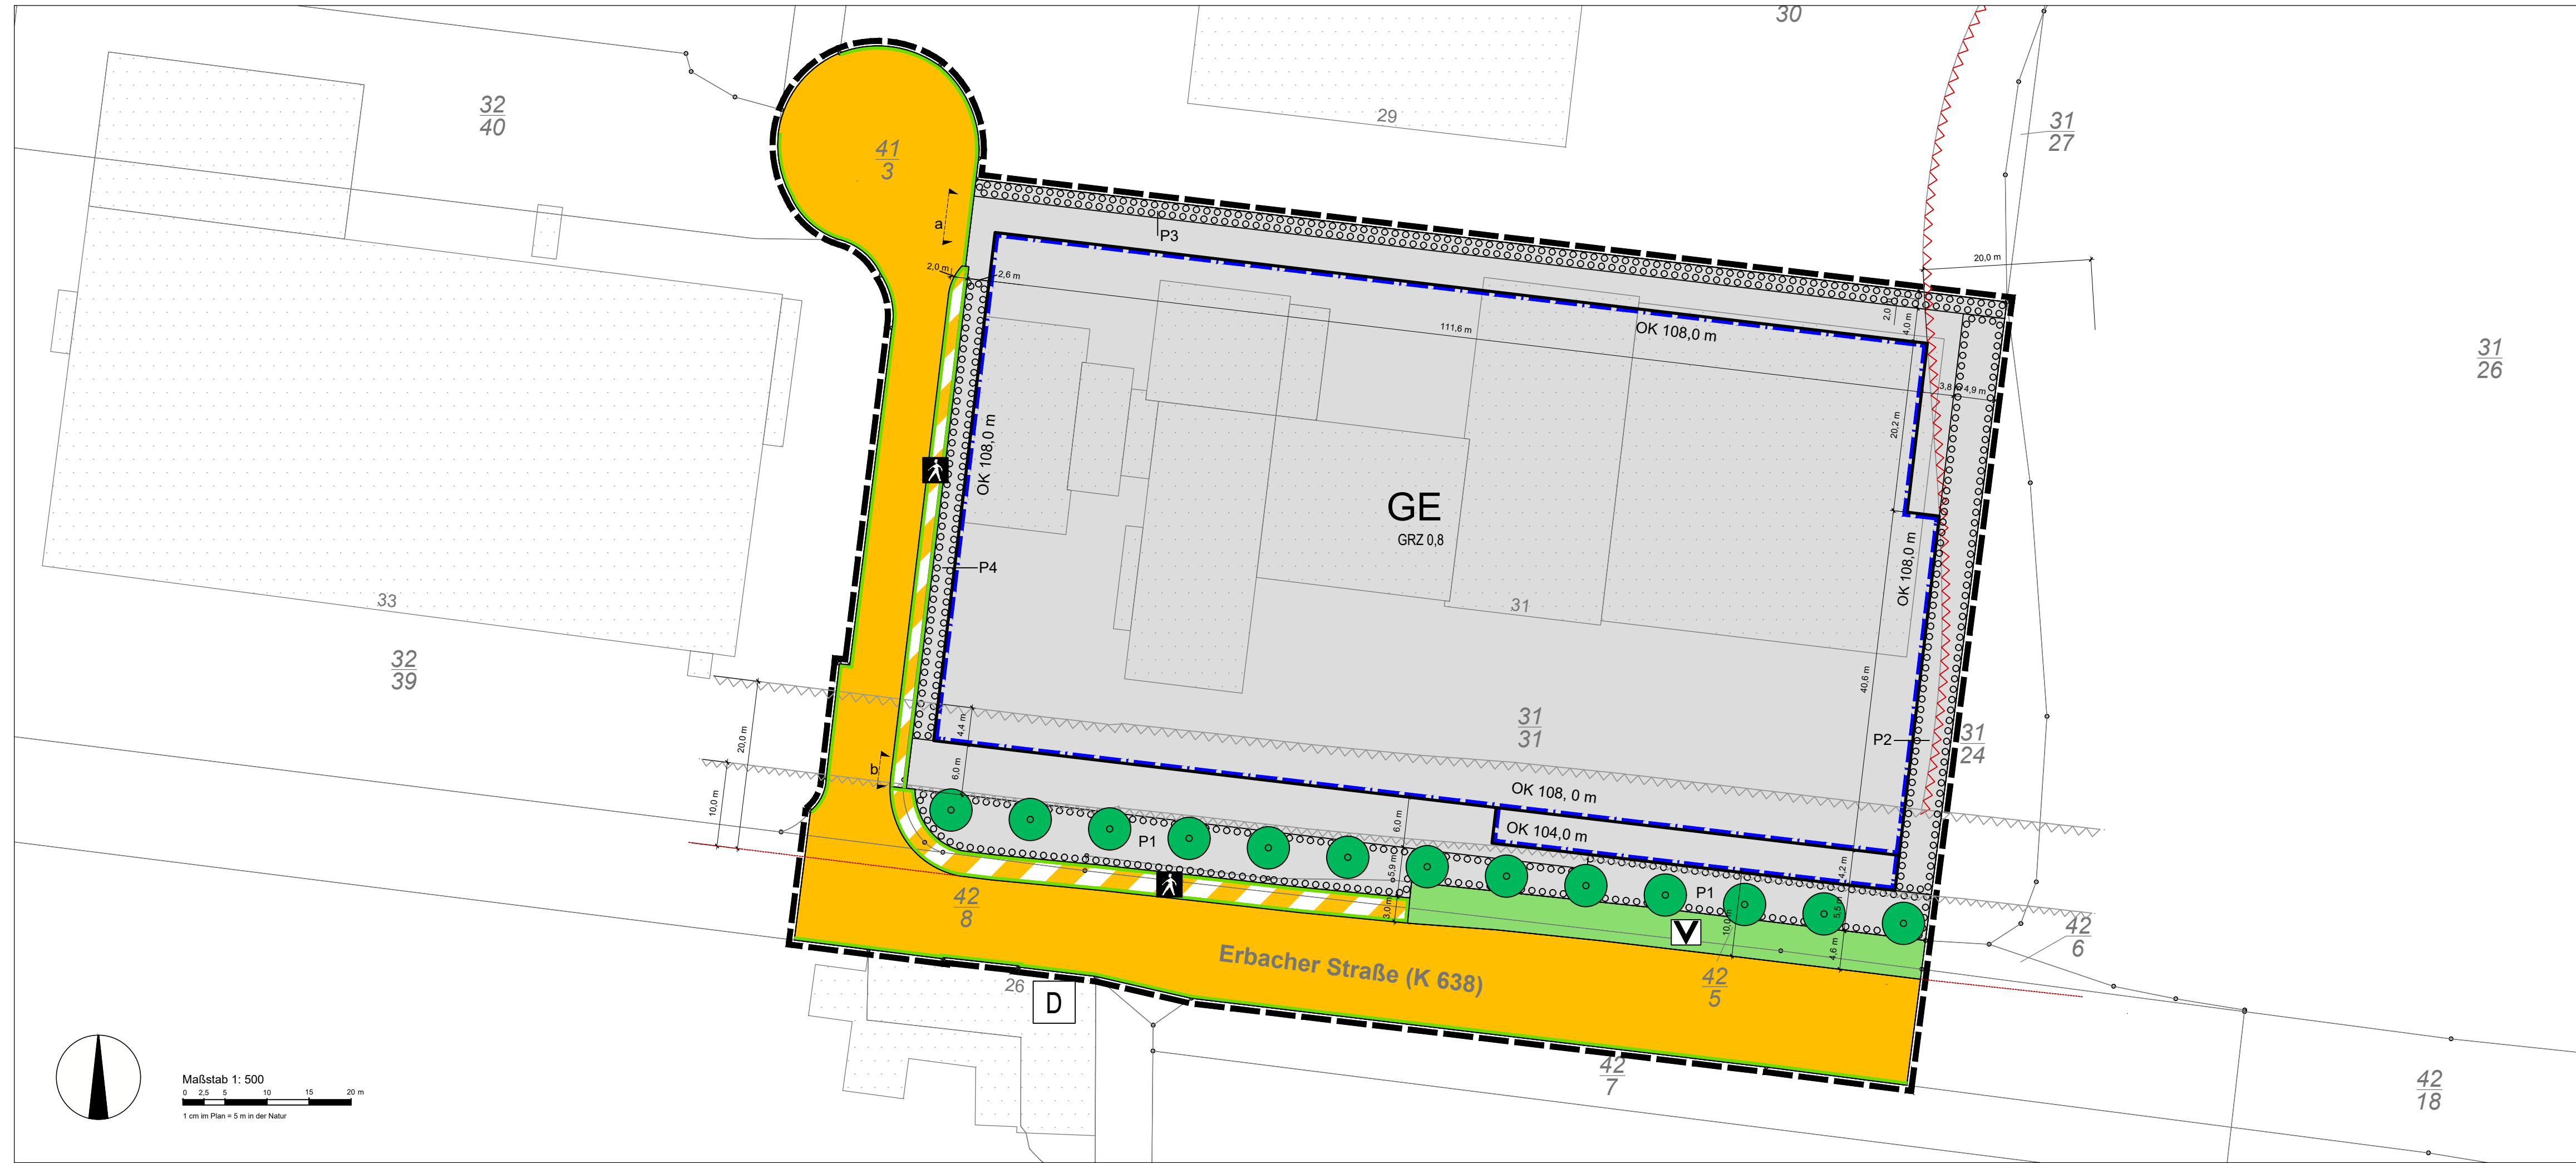 30
32
40
29
31
27
41
3
a
P3
20,0 m
2,0 m
2,6 m
111,6 m
OK 108,0 m
2,0
4,0 m
31
26
3,8
4,9 m
20,2 m
OK 108,0 m
GE
GRZ 0,8
OK 108,0 m
P4
33
31
32
39
40,6 m
4,4 m
31
31
P2
31
24
20,0 m
10,0 m
b
6,0 m
OK 108, 0 m
OK 104,0 m
6,0 m
P1
5,9 m
4,2 m
P1
3,0 m
5,5 m
10,0 m
4,6 m
42
8
V
42
6
Erbacher Straße (K 638)
42
5
26
D
42
7
42
18
Maßstab 1: 500
0 2,5 5 10 15 20 m
1 cm im Plan = 5 m in der Natur